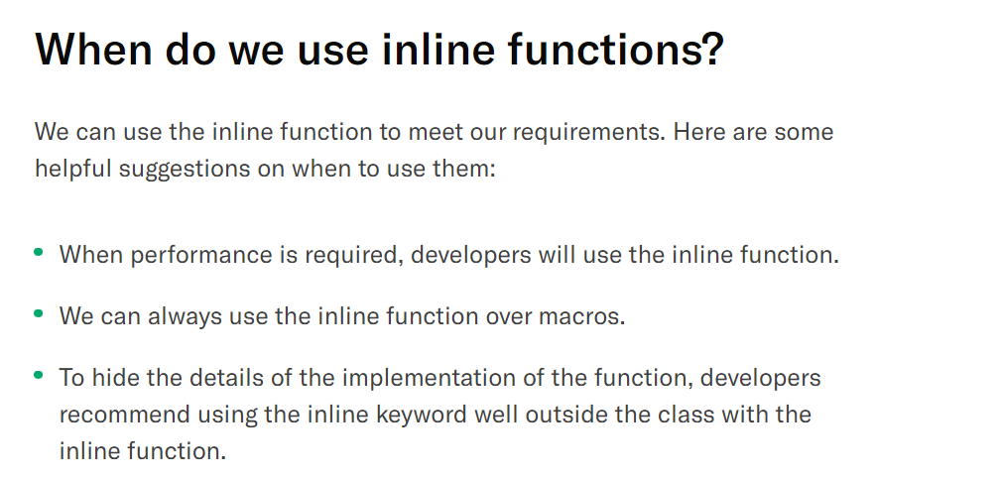 When do we use inline functions?
We can use the inline function to meet our requirements. Here are some
helpful suggestions on when to use them:
When performance is required, developers will use the inline function.
We can always use the inline function over macros.
To hide the details of the implementation of the function, developers
recommend using the inline keyword well outside the class with the
inline function.